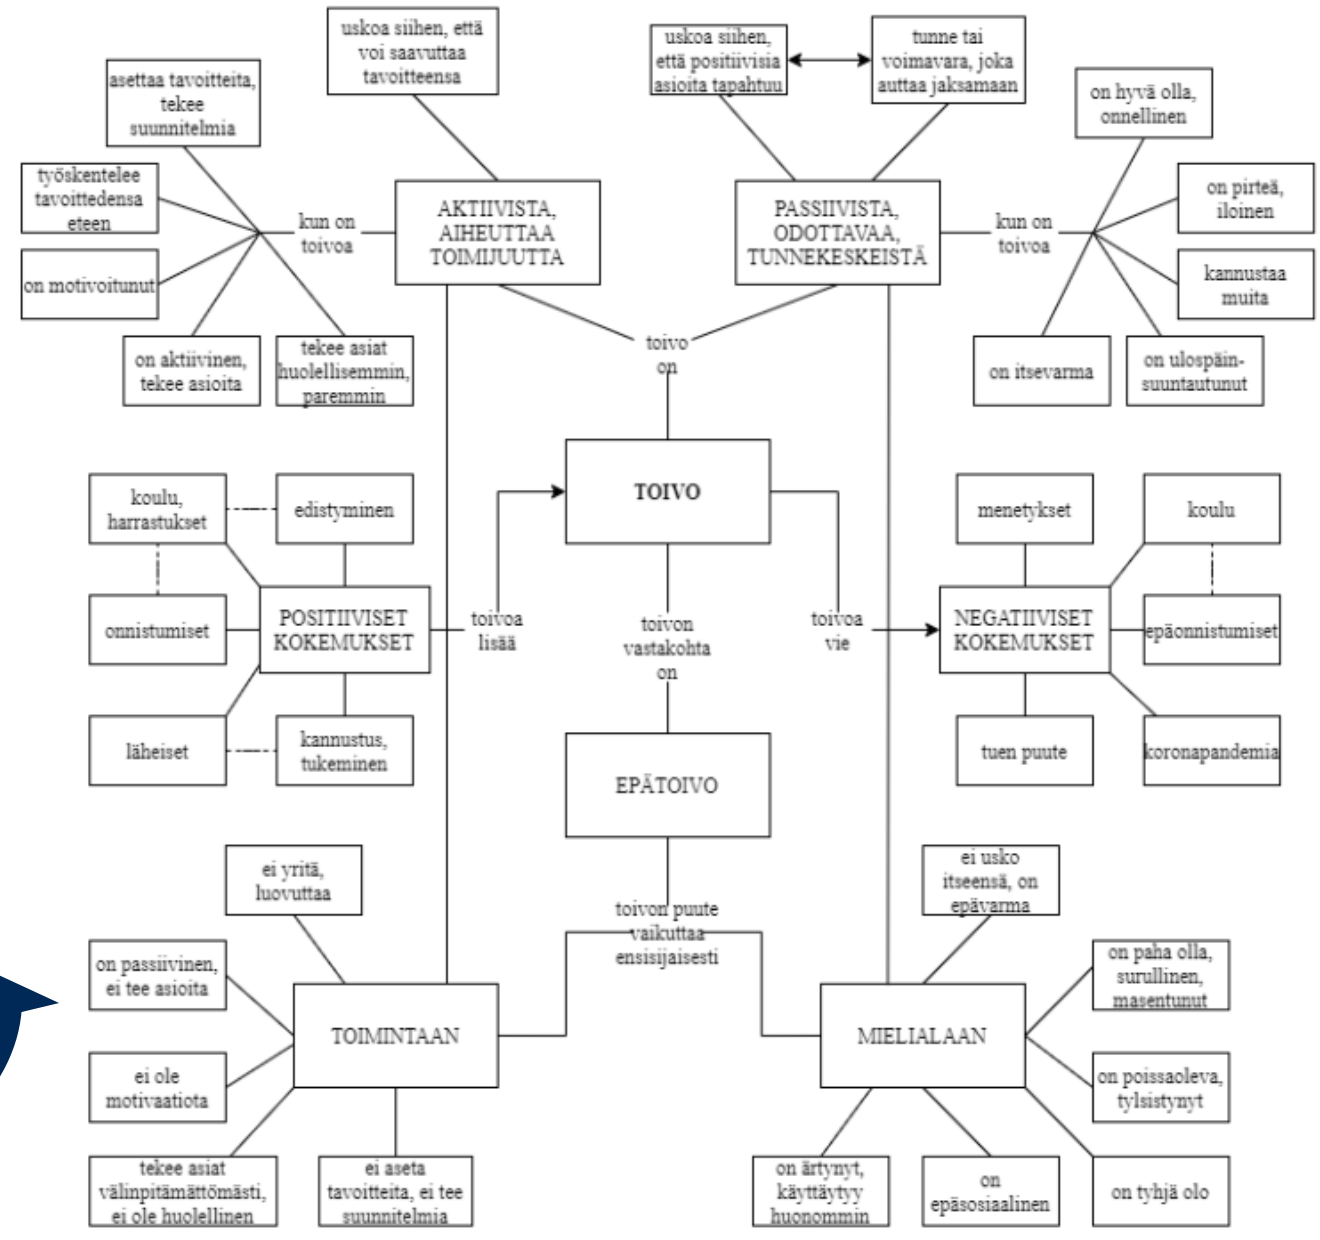 uskoa siihen, että
voi saavuttaa
tavoitteensa
uskoa siihen,
että positiivisia
asioita tapahtuu
tunne tai
voimavara, joka
auttaa jaksamaan
asettaa tavoitteita,
tekee
suunnitelmia
on hyvä olla,
onnellinen
työskentelee
tavoittedensa
eteen
kun on
toivoa
AKTIIVISTA,
AIHEUTTAA
TOIMIJUUTTA
PASSIIVISTA,
ODOTTAVAA,
TUNNEKESKEISTÄ
kun on
toivoa
on pirteä,
iloinen
on motivoitunut
kannustaa
muita
on aktiivinen,
tekee asioita
tekee asiat
huolellisemmin,
paremmin
toivo
on
on itsevarma
on ulospäin-
suuntautunut
koulu,
harrastukset
edistyminen
TOIVO
menetykset
koulu
onnistumiset
POSITIIVISET
KOKEMUKSET
toivoa
lisää
toivon
vastakohta
on
toivoa
vie
NEGATIIVISET
KOKEMUKSET
epäonnistumiset
läheiset
kannustus,
tukeminen
EPÄTOIVO
tuen puute
koronapandemia
ei yritä,
luovuttaa
toivon puute
vaikuttaa
ensisijaisesti
ei usko
itseensä, on
epävarma
on passiivinen,
ei tee asioita
on paha olla,
surullinen,
masentunut
TOIMINTAAN
MIELIALAAN
ei ole
motivaatiota
on poissaoleva,
tylsistynyt
tekee asiat
välinpitämättömästi,
ei ole huolellinen
ei aseta
tavoitteita, ei tee
suunnitelmia
on ärtynyt,
käyttäytyy
huonommin
on
epäsosiaalinen
on tyhjä olo